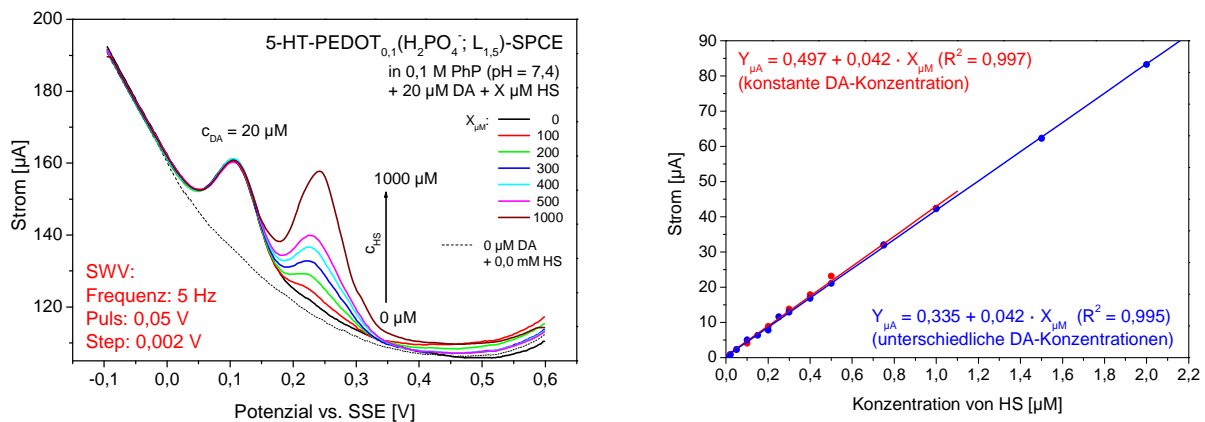 5-HT-PEDOT0,1(H2PO4-; L1,5)-SPCE
in 0,1 M PhP (pH = 7,4)
+ 20 µM DA + X µM HS
cDA = 20 µM
XµM:
0
100
200
300
400
500
1000
0 µM DA
+ 0,0 mM HS
1000 µM
cHS
0 µM
SWV:
Frequenz: 5 Hz
Puls: 0,05 V
Step: 0,002 V
Strom [µA]
200
180
160
140
120
-0,1 0,0 0,1 0,2 0,3 0,4 0,5 0,6
Potenzial vs. SSE [V]
YµA = 0,497 + 0,042 · XµM (R2 = 0,997)
(konstante DA-Konzentration)
YµA = 0,335 + 0,042 · XµM (R2 = 0,995)
(unterschiedliche DA-Konzentrationen)
Strom [µA]
90
80
70
60
50
40
30
20
10
0
0,0 0,2 0,4 0,6 0,8 1,0 1,2 1,4 1,6 1,8 2,0 2,2
Konzentration von HS [µM]